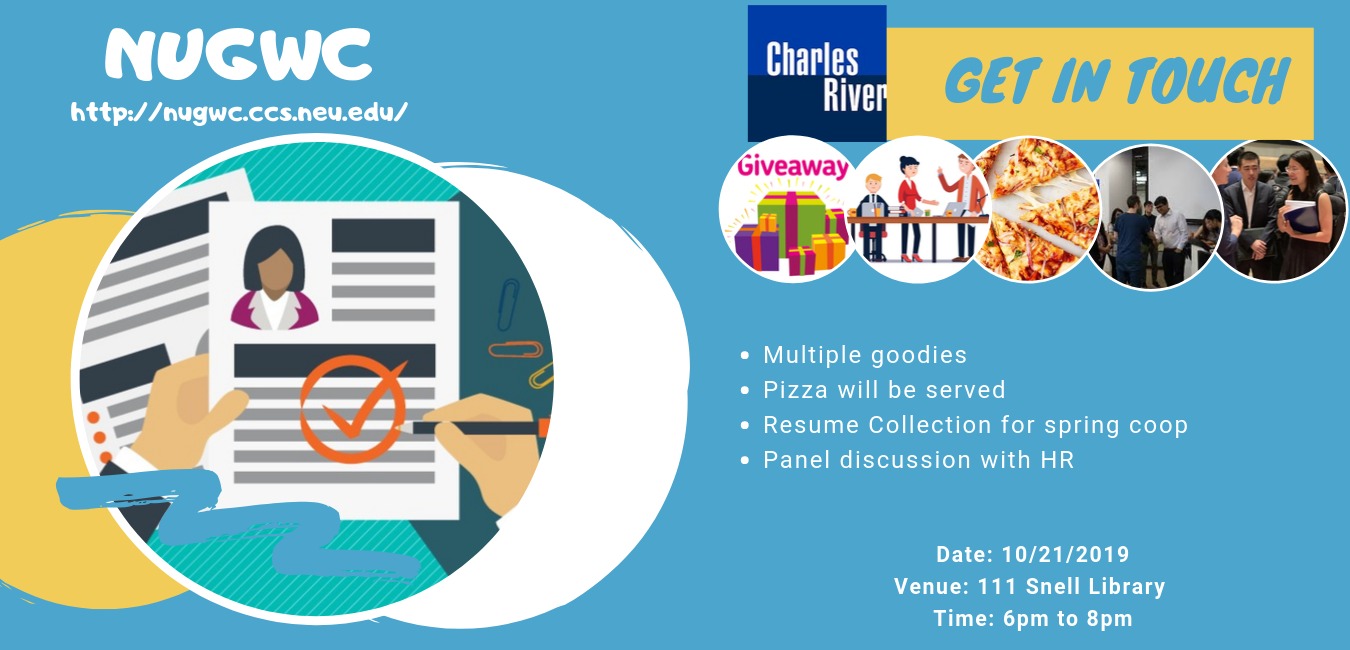 NUGWC
http://nugwc.ccs.neu.edu/
Charles
River
GET IN TOUCH
Giveaway
Multiple goodies
Pizza will be served
Resume Collection for spring coop
Panel discussion with HR
Date: 10/21/2019
Venue: 111 Snell Library
Time: 6pm to 8pm